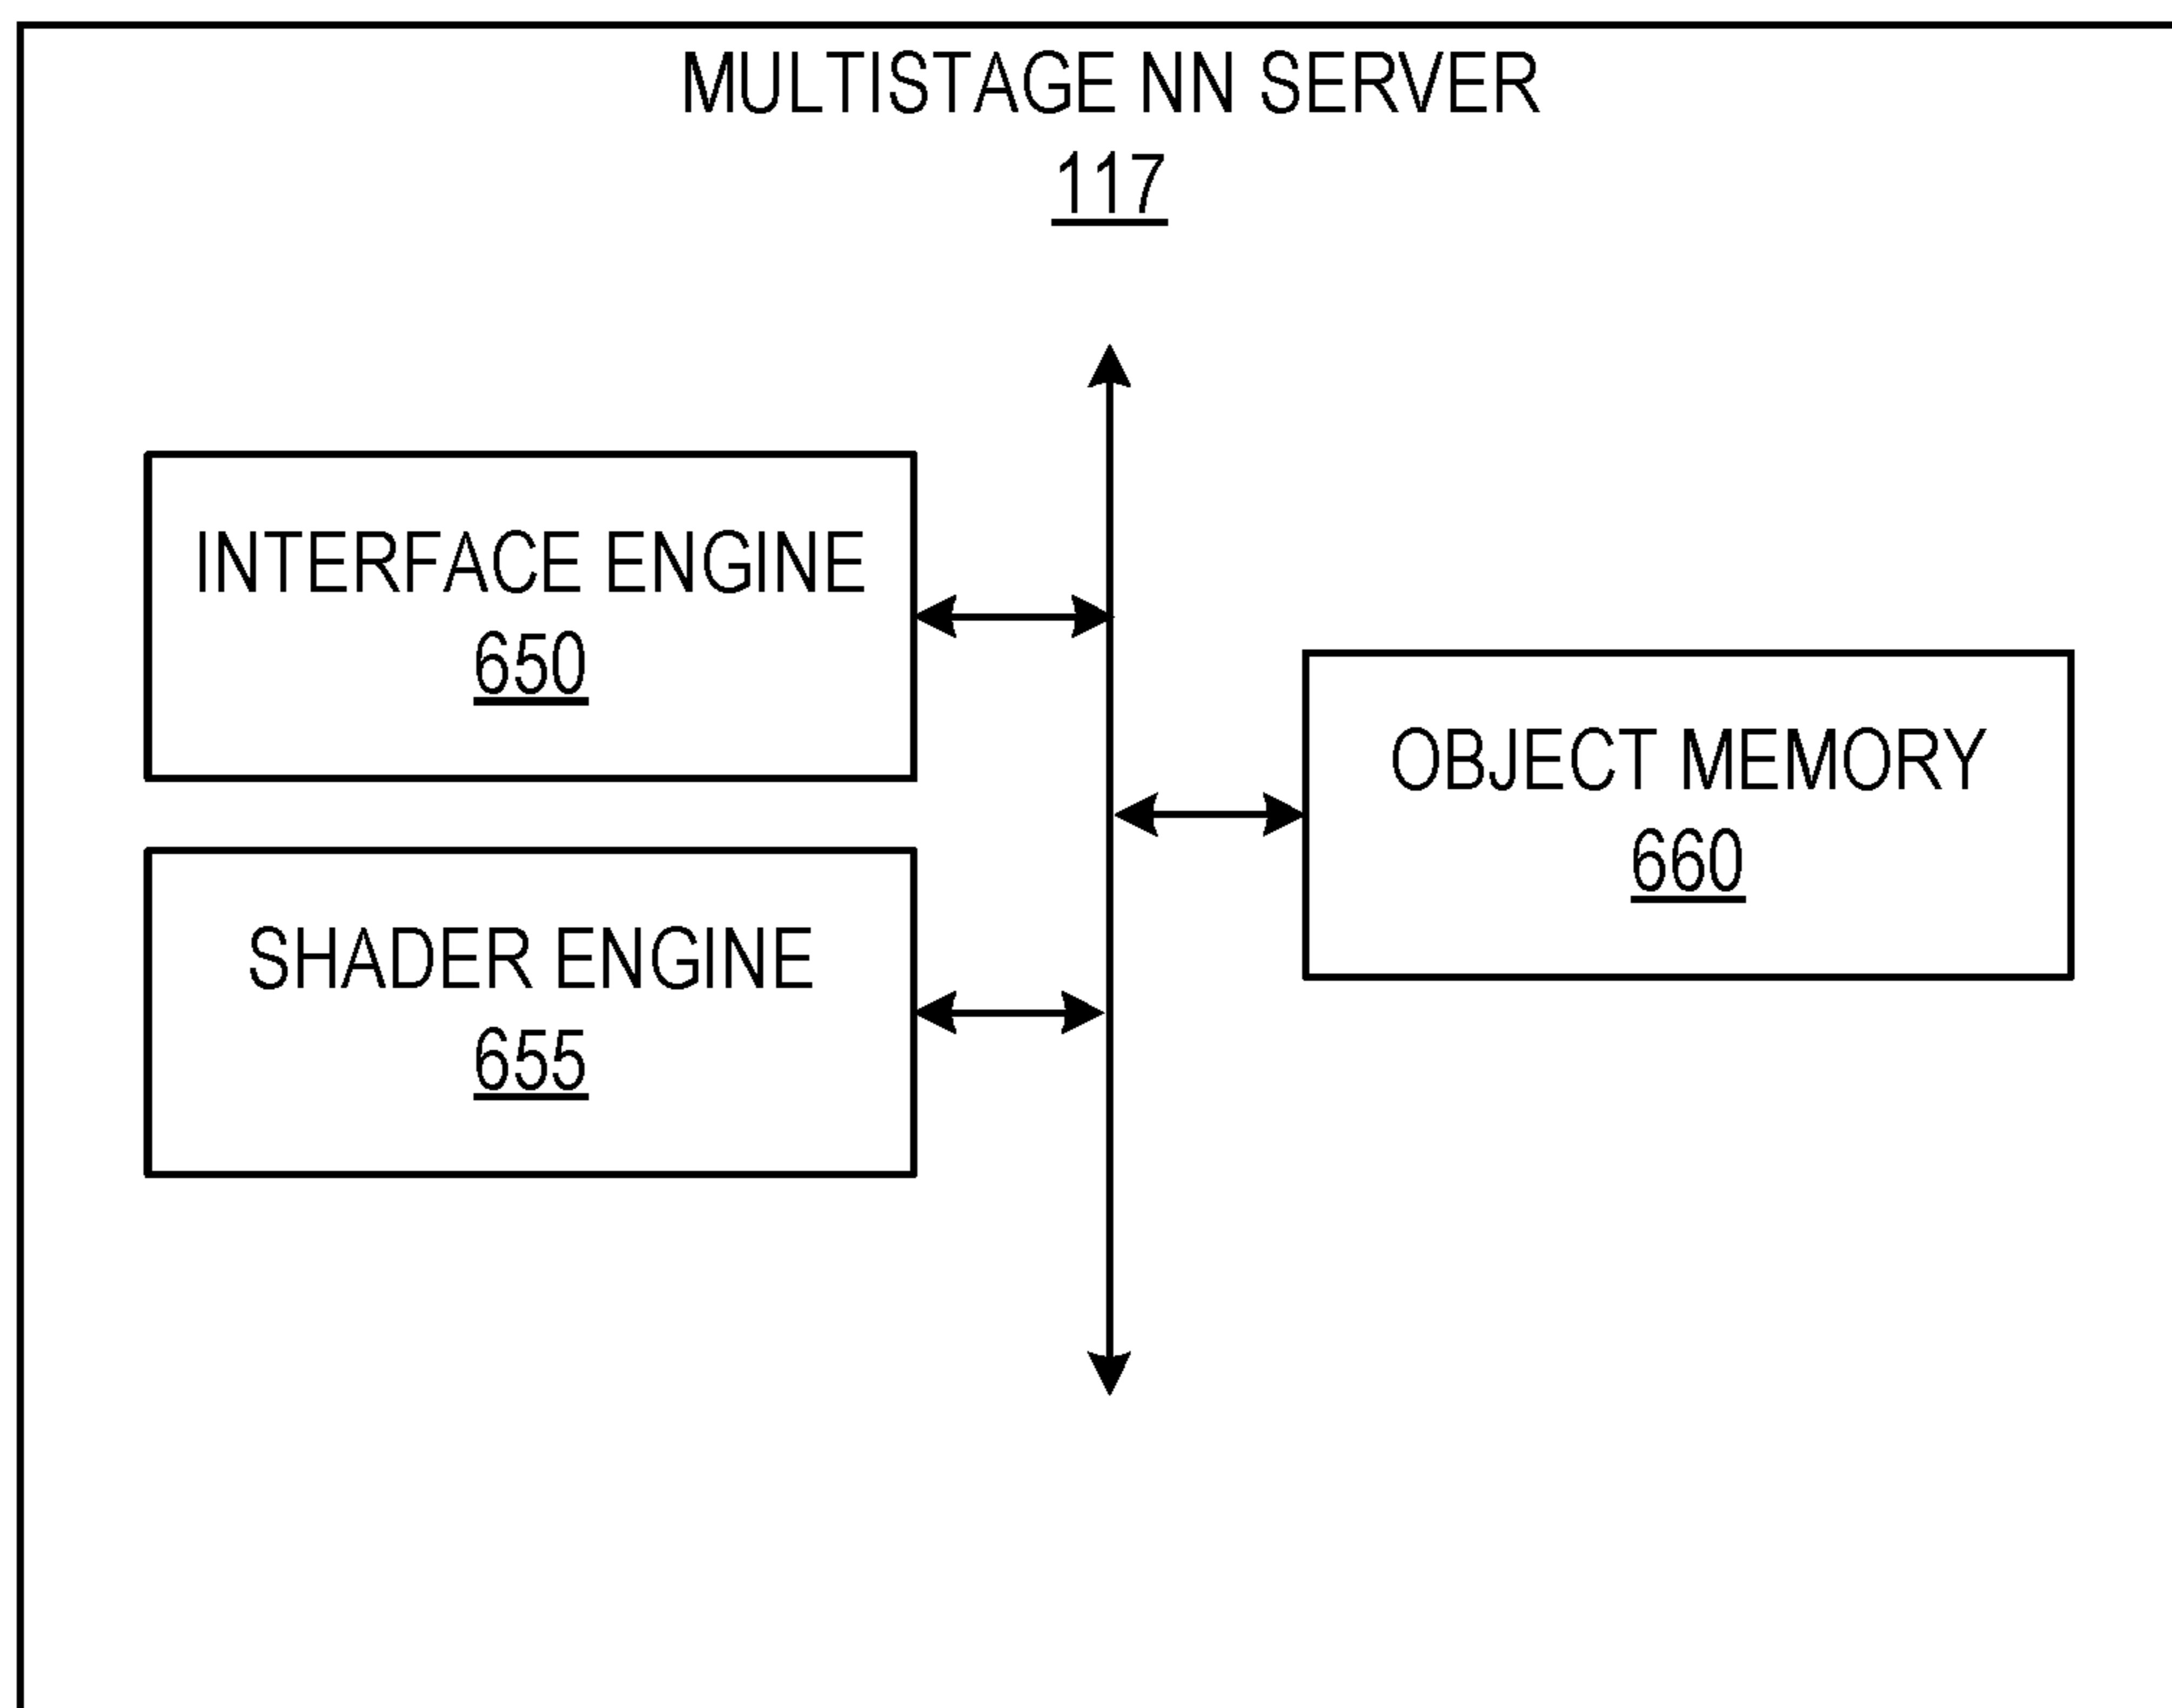 MULTISTAGE NN SERVER
117
INTERFACE ENGINE
650
OBJECT MEMORY
660
SHADER ENGINE
655